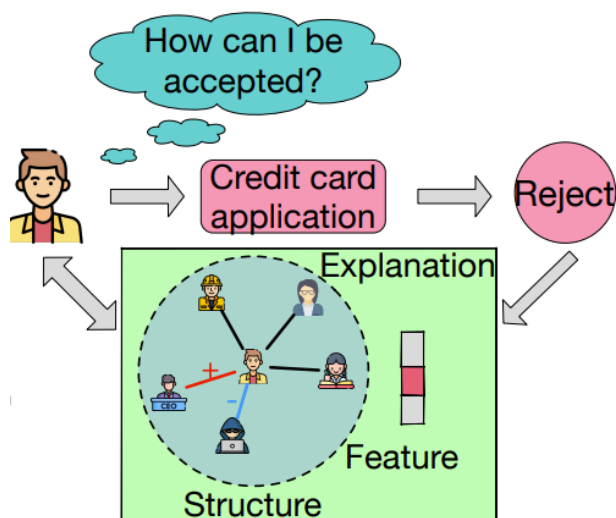 How can I be
accepted?
Credit card
application
Reject
Explanation
+
CEO
-
Feature
Structure